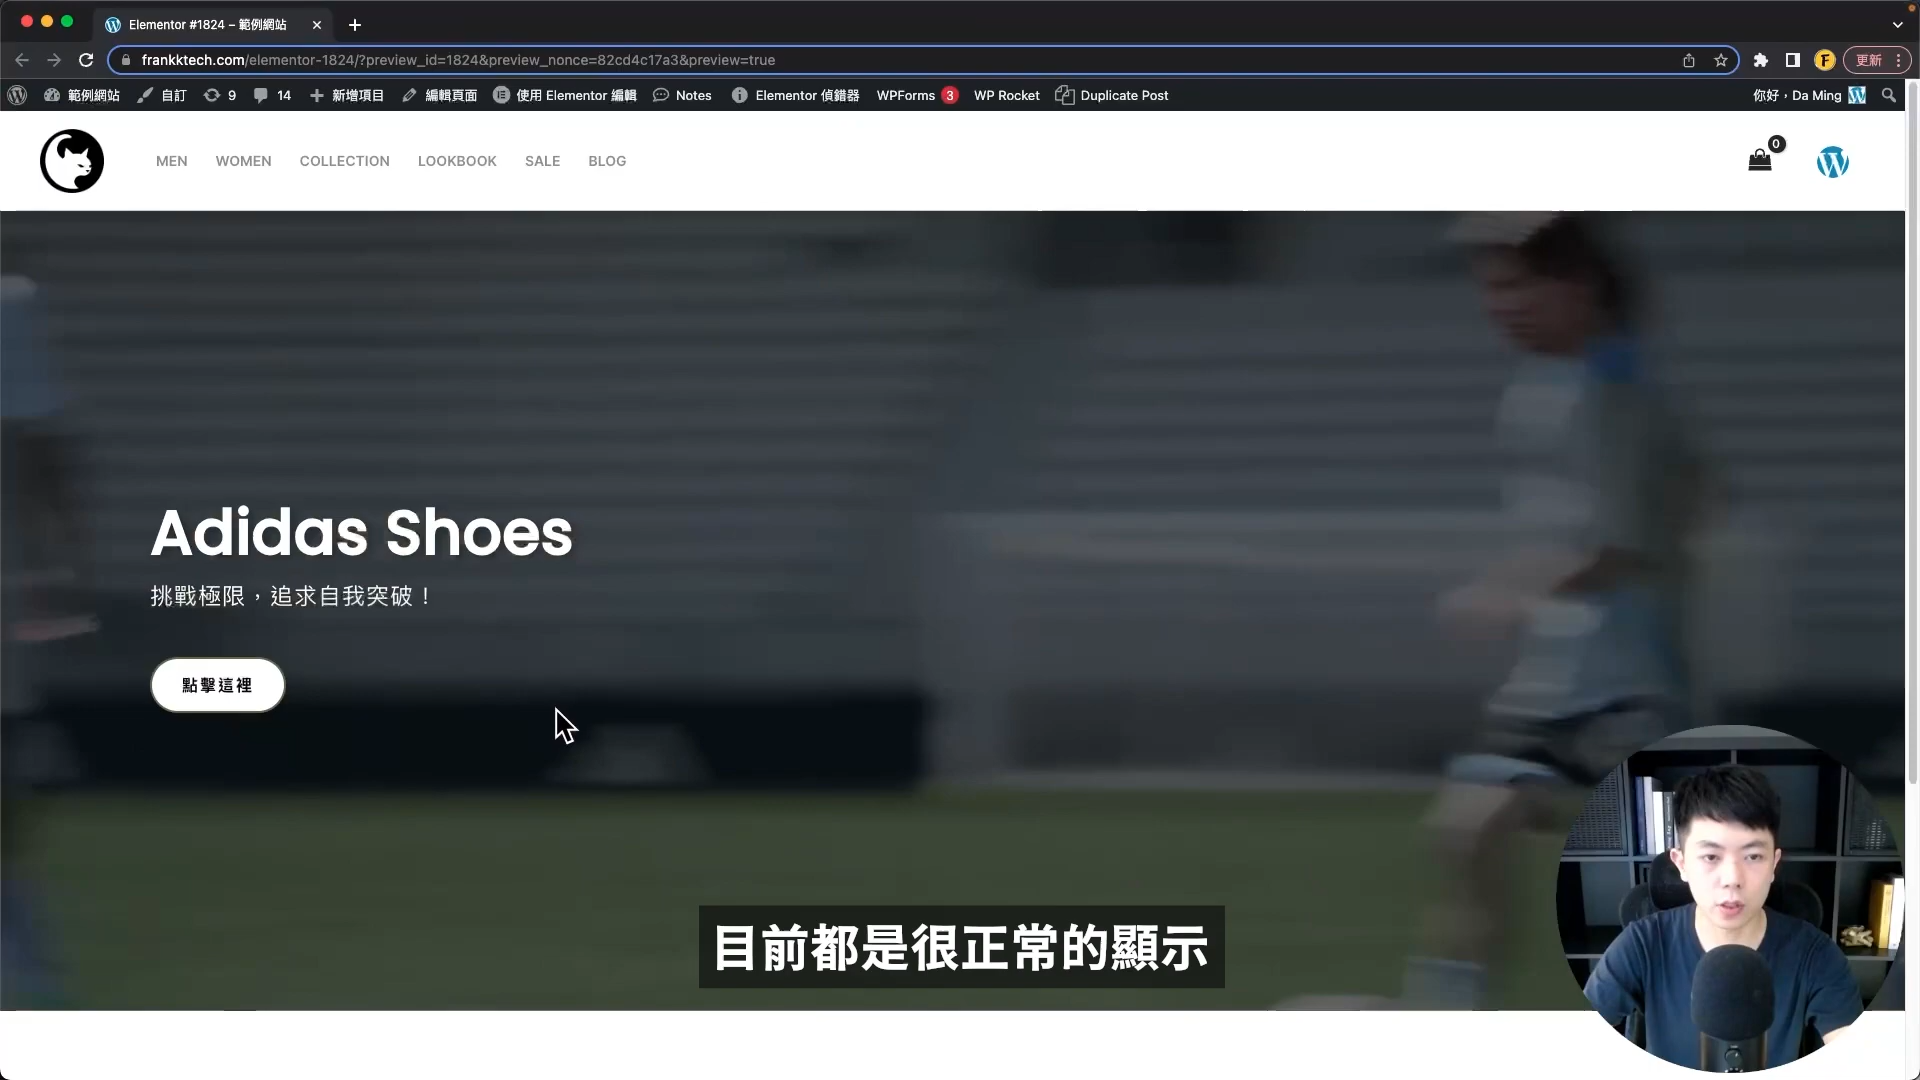 Elementor #1824 – 範例網站
frankktech.com/elementor-1824/?preview_id=1824&preview_nonce=82cd4c17a3&preview=true
F
更新
範例網站 自訂 9 14 新增項目 編輯頁面 使用 Elementor 編輯 Notes Elementor 偵錯器 WPForms 3 WP Rocket Duplicate Post 你好，Da Ming
MEN WOMEN COLLECTION LOOKBOOK SALE BLOG 0
Adidas Shoes
挑戰極限，追求自我突破！
點擊這裡
目前都是很正常的顯示